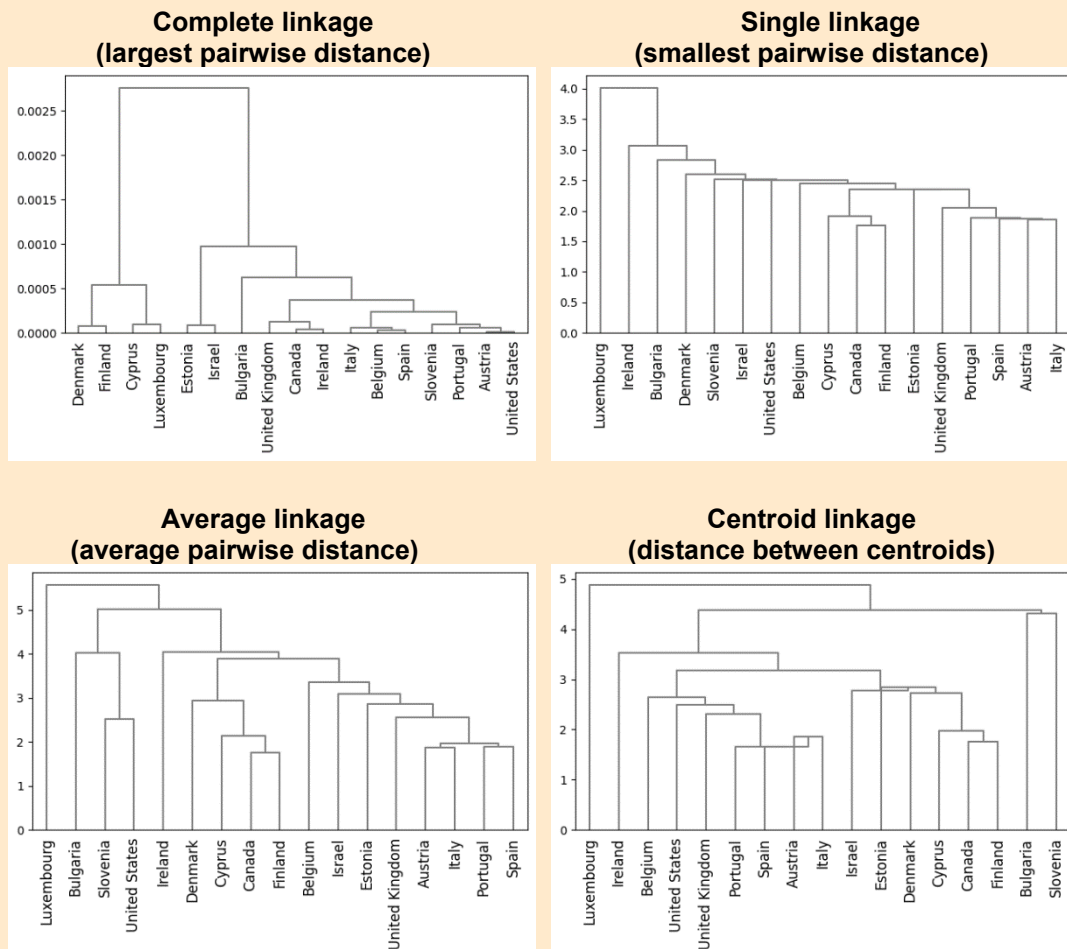 Complete linkage
(largest pairwise distance)
0.0025
0.0020
0.0015
0.0010
0.0005
0.0000
Denmark
Finland
Cyprus
Luxembourg
Estonia
Israel
Bulgaria
United Kingdom
Canada
Ireland
Italy
Belgium
Spain
Slovenia
Portugal
Austria
United States
Single linkage
(smallest pairwise distance)
4.0
3.5
3.0
2.5
2.0
1.5
1.0
0.5
0.0
Luxembourg
Ireland
Bulgaria
Denmark
Slovenia
Israel
United States
Belgium
Cyprus
Canada
Finland
Estonia
United Kingdom
Portugal
Spain
Austria
Italy
Average linkage
(average pairwise distance)
5
4
3
2
1
0
Luxembourg
Bulgaria
Slovenia
United States
Ireland
Denmark
Cyprus
Canada
Finland
Belgium
Israel
Estonia
United Kingdom
Austria
Italy
Portugal
Spain
Centroid linkage
(distance between centroids)
5
4
3
2
1
0
Luxembourg
Ireland
Belgium
United States
United Kingdom
Portugal
Spain
Austria
Italy
Israel
Estonia
Denmark
Cyprus
Canada
Finland
Bulgaria
Slovenia